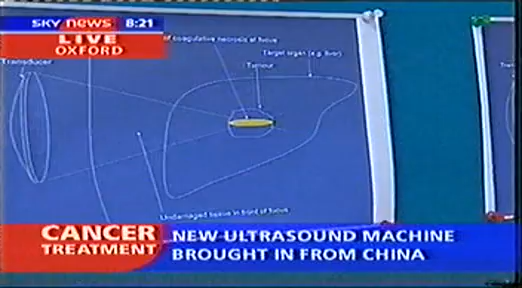 sky news 8:21
LIVE
OXFORD
of coagulative necrosis at focus
Target organ (e.g. liver)
Transducer
Tumour
Undamaged tissue in front of focus
CANCER
TREATMENT
NEW ULTRASOUND MACHINE
BROUGHT IN FROM CHINA